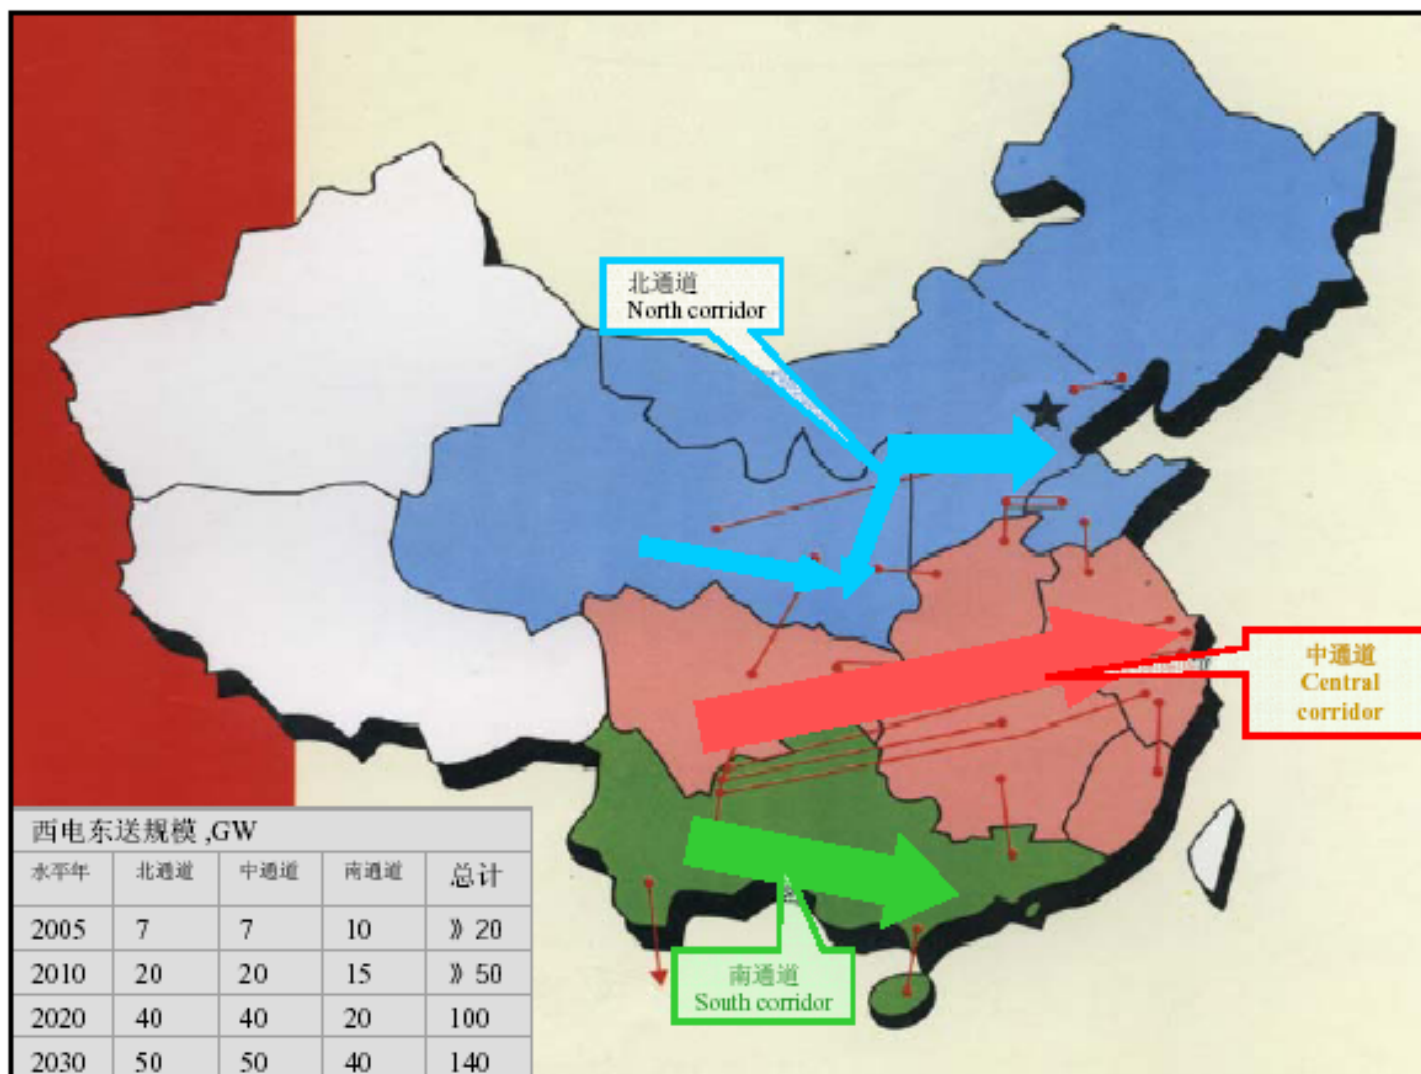 北通道
North corridor
中通道
Central
corridor
西电东送规模 ,GW
水平年 北通道 中通道 南通道 总计
2005 7 7 10 》 20
2010 20 20 15 》 50
2020 40 40 20 100
2030 50 50 40 140
南通道
South corridor